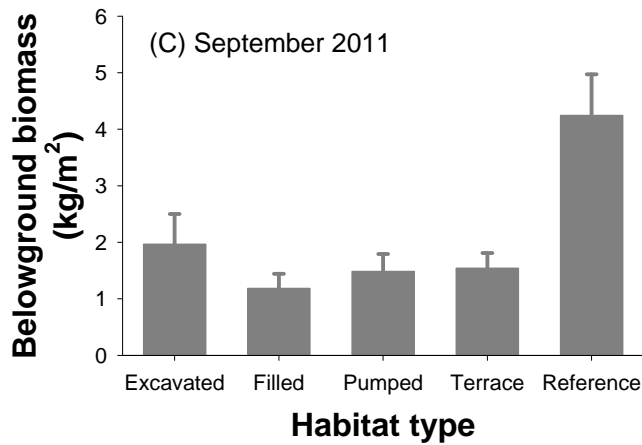 Belowground biomass
(kg/m²)
6
5
4
3
2
1
0
(C) September 2011
Excavated Filled Pumped Terrace Reference
Habitat type